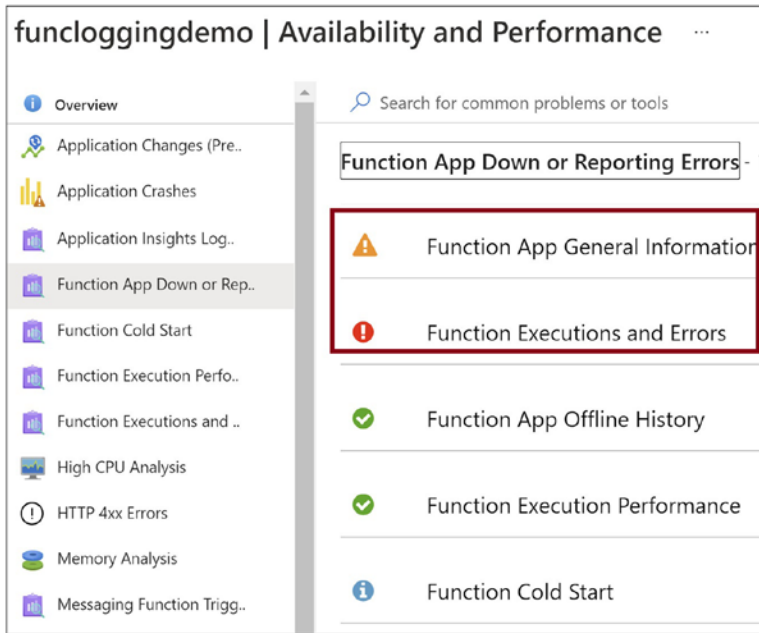 funcloggingdemo | Availability and Performance ...
Overview
Application Changes (Pre..
Application Crashes
Application Insights Log..
Function App Down or Rep..
Function Cold Start
Function Execution Perfo..
Function Executions and ..
High CPU Analysis
HTTP 4xx Errors
Memory Analysis
Messaging Function Trigg..
Search for common problems or tools
Function App Down or Reporting Errors -
Function App General Information
Function Executions and Errors
Function App Offline History
Function Execution Performance
Function Cold Start